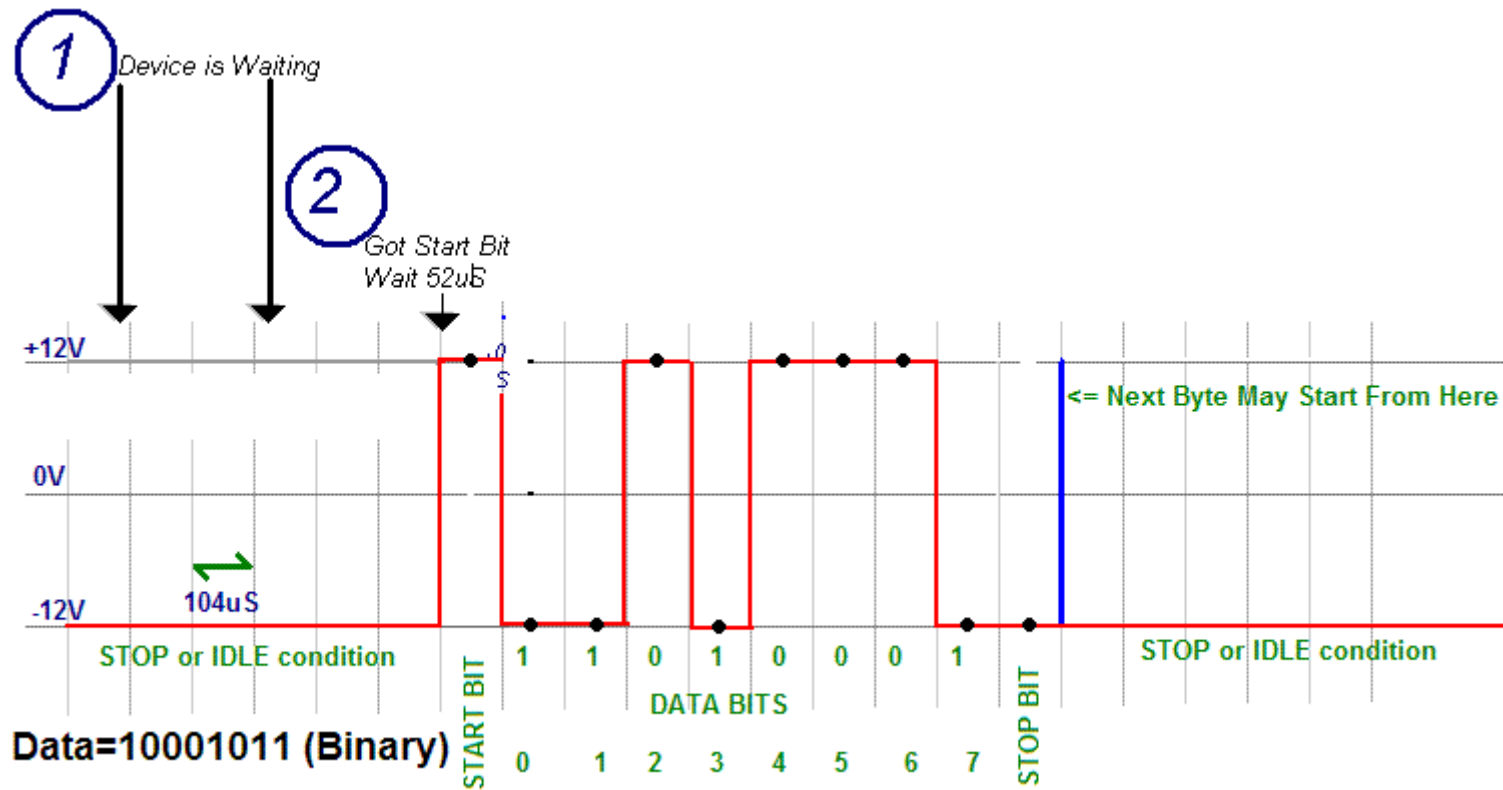 1
Device is Waiting
2
Got Start Bit
Wait 52uS
+12V
S
<= Next Byte May Start From Here
0V
104uS
-12V
STOP or IDLE condition
START BIT
1 1 0 1 0 0 0 1
STOP BIT
STOP or IDLE condition
DATA BITS
Data=10001011 (Binary)
0 1 2 3 4 5 6 7